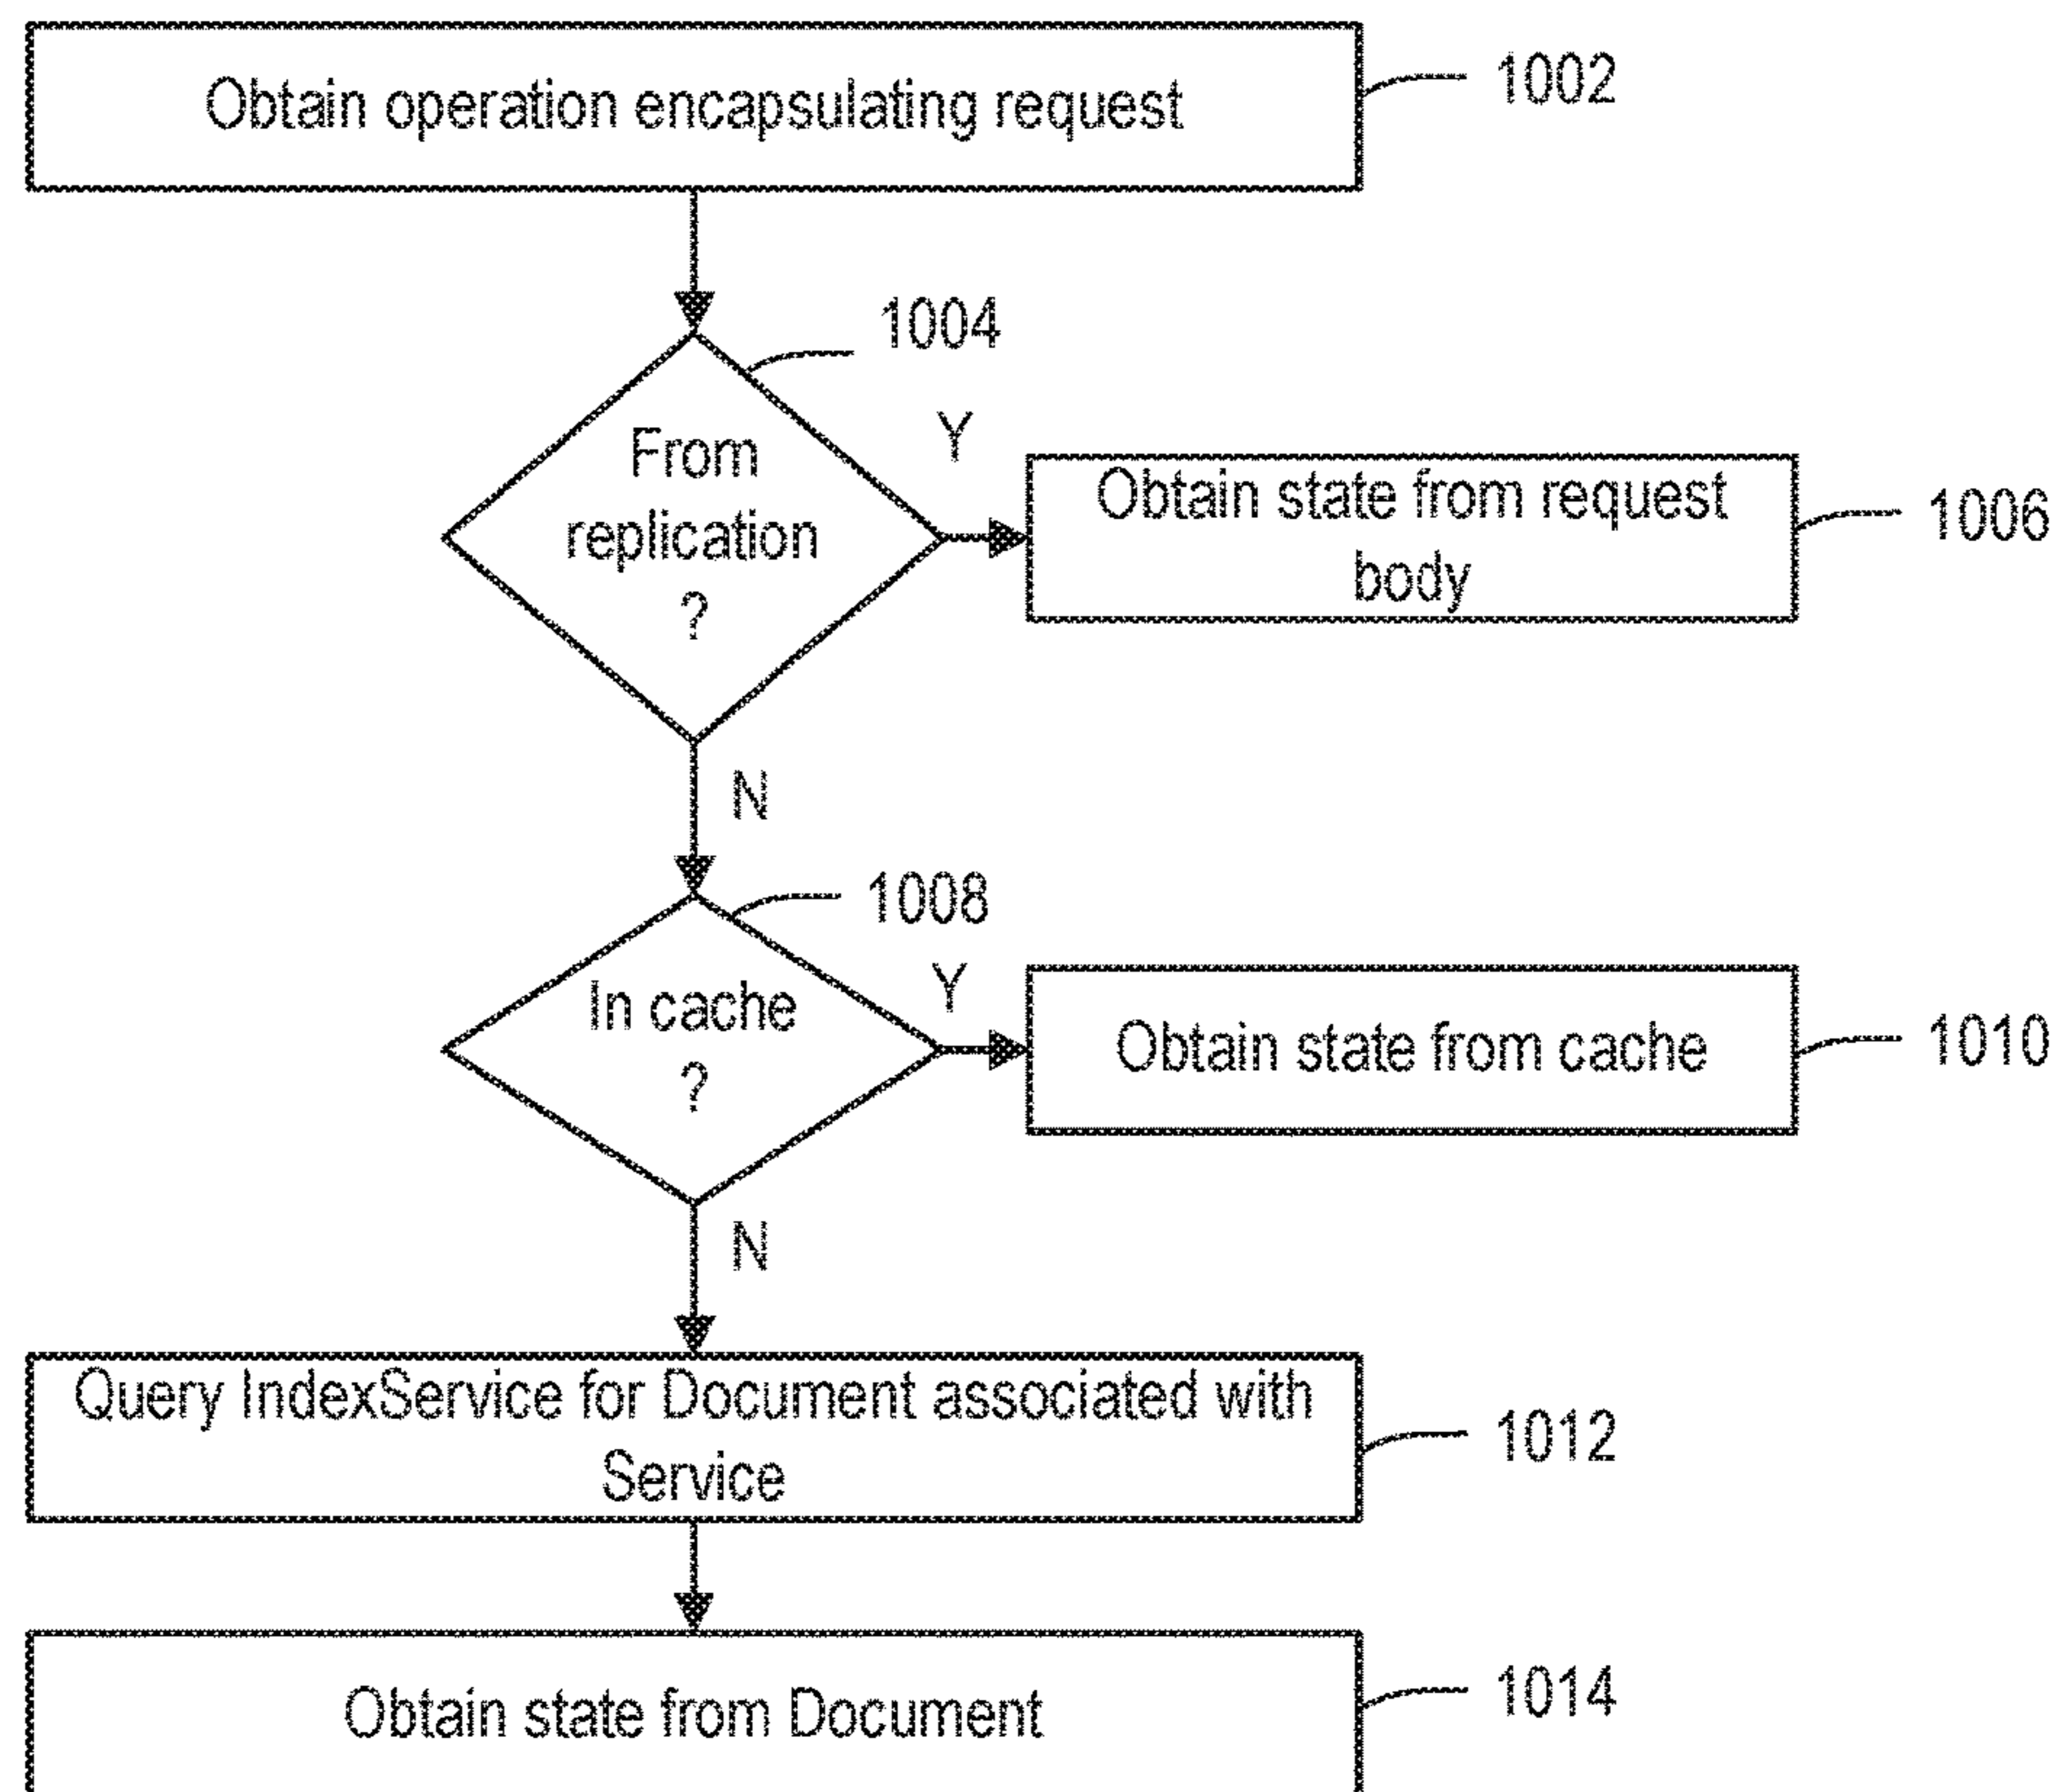 Obtain operation encapsulating request
1002
1004
From
replication
?
Y
Obtain state from request
body
1006
N
1008
In cache
?
Y
Obtain state from cache
1010
N
Query IndexService for Document associated with
Service
1012
Obtain state from Document
1014